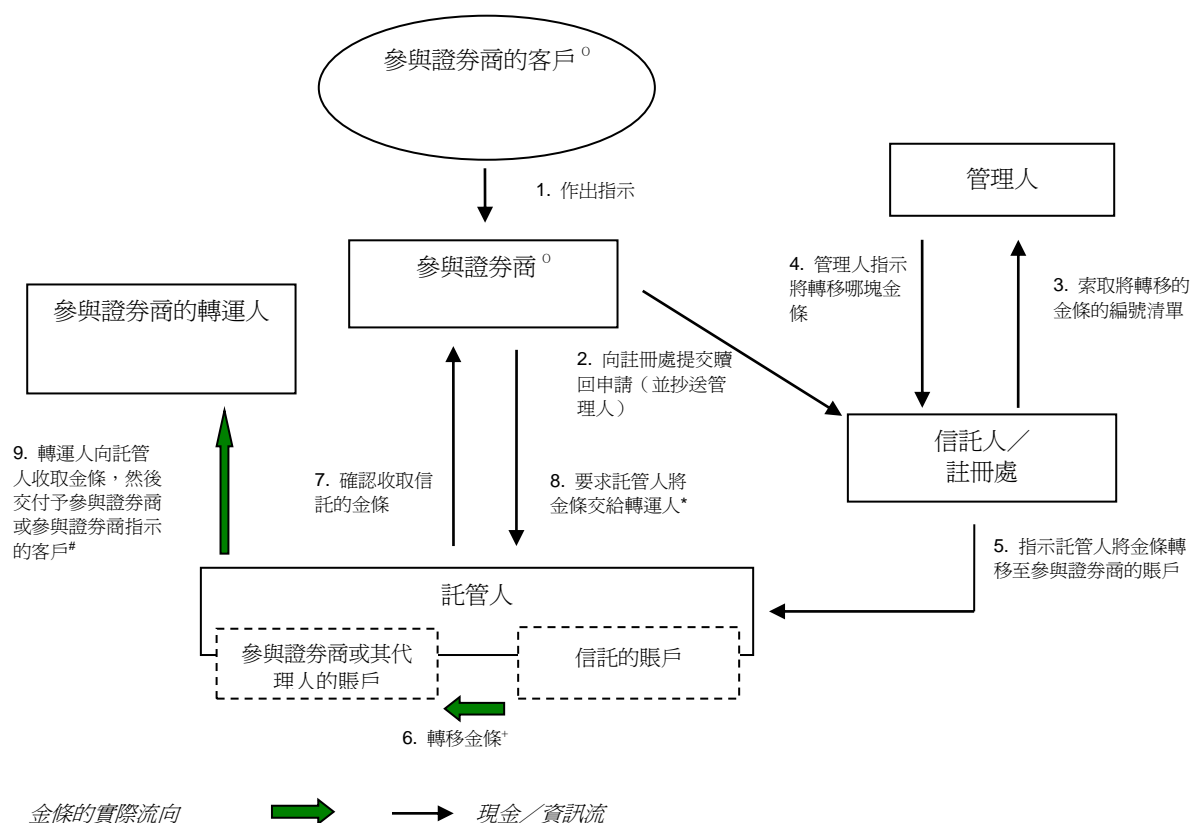 參與證券商的客戶⁰
1. 作出指示
管理人
參與證券商⁰
參與證券商的轉運人
4. 管理人指示
將轉移哪塊金
條
3. 索取將轉移的
金條的編號清單
2. 向註冊處提交贖
回申請（並抄送管
理人）
信託人／
註冊處
9. 轉運人向託管
人收取金條，然後
交付予參與證券商
或參與證券商指示
的客戶#
7. 確認收取信
託的金條
8. 要求託管人將
金條交給轉運人*
5. 指示託管人將金條轉
移至參與證券商的賬戶
託管人
參與證券商或其代
理人的賬戶
信託的賬戶
6. 轉移金條⁺
金條的實際流向
現金／資訊流